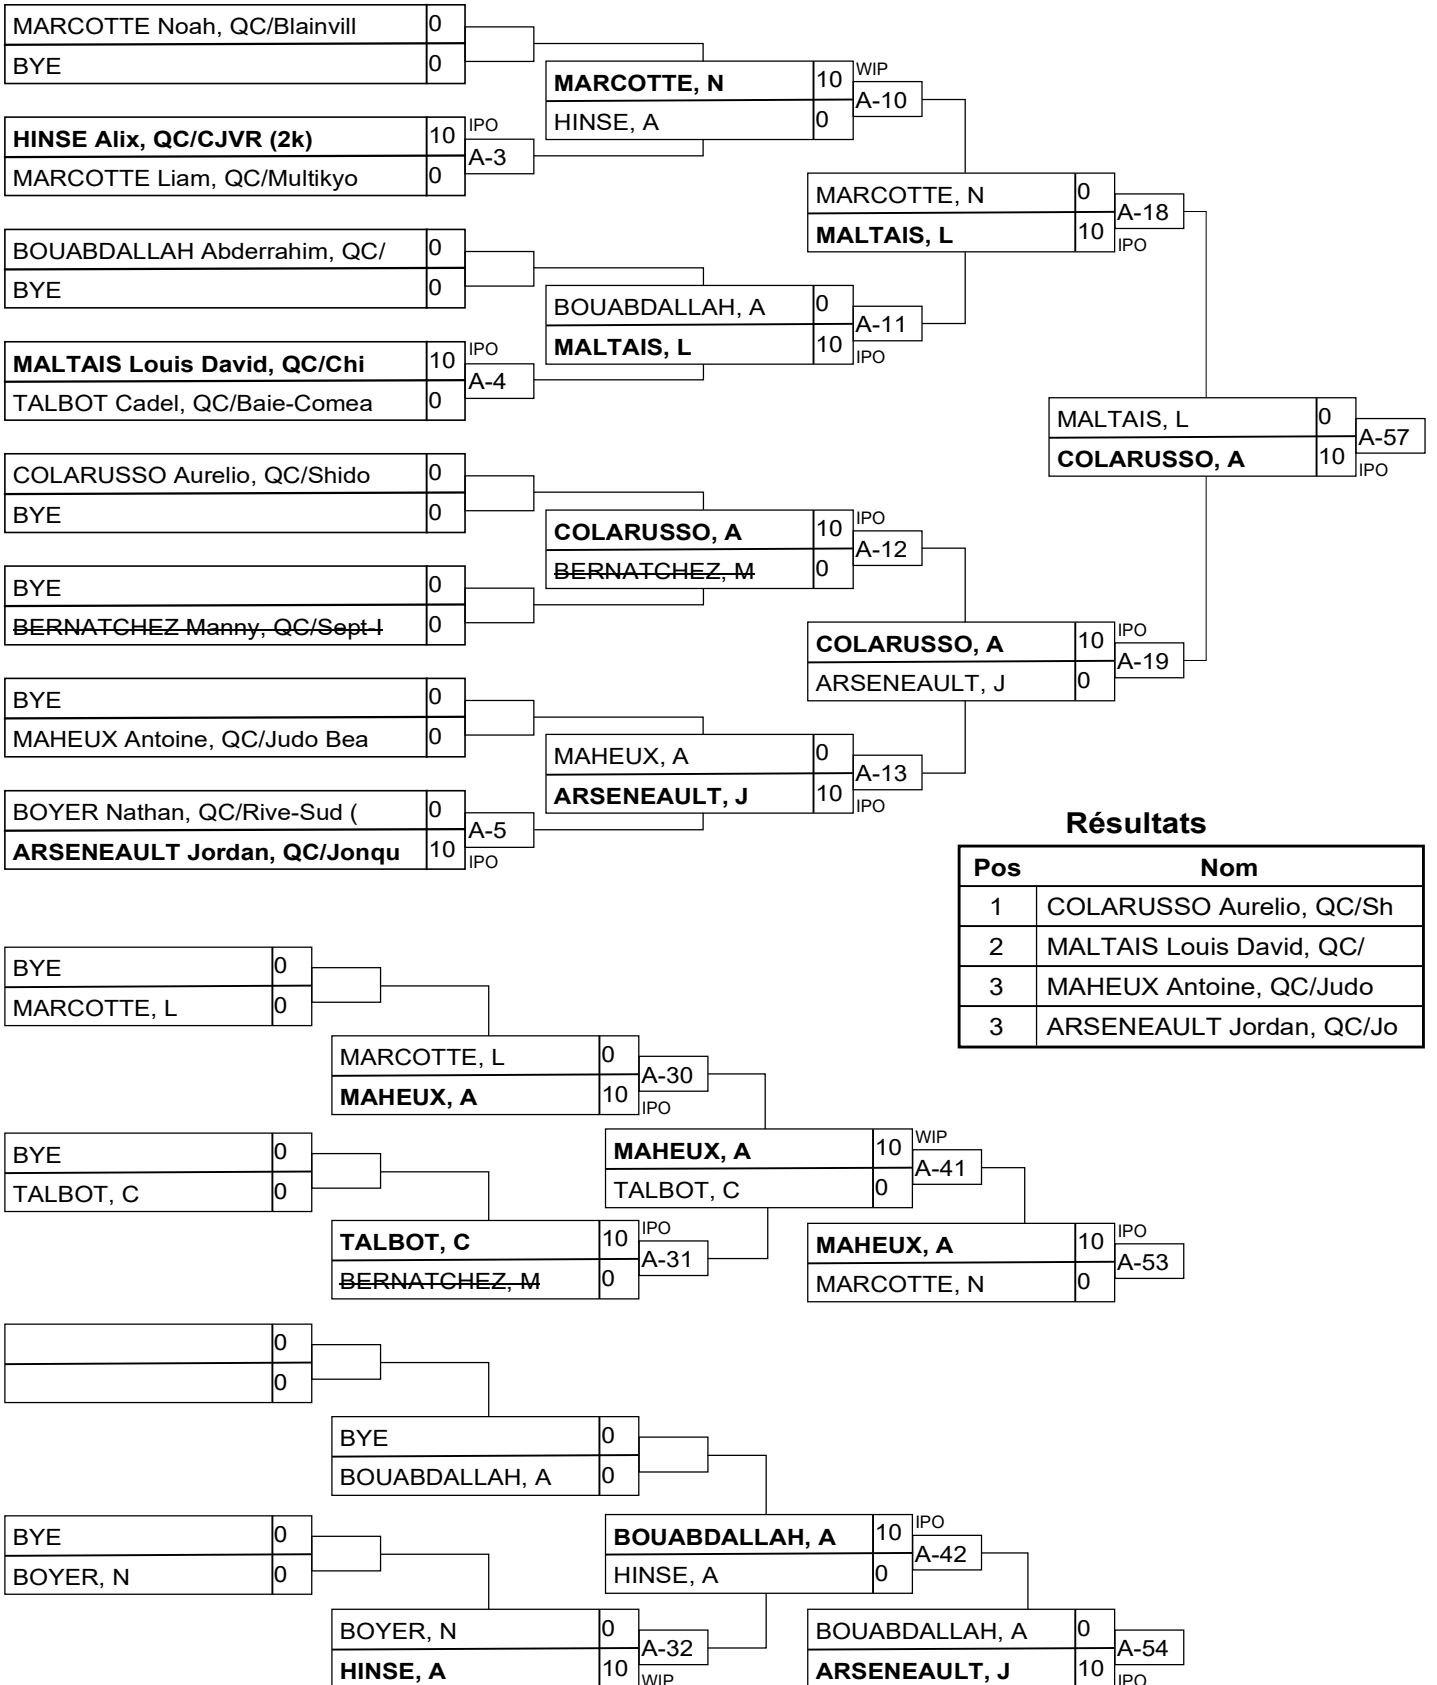 MARCOTTE Noah, QC/Blainvill 0
BYE 0
HINSE Alix, QC/CJVR (2k) 10 IPO
A-3
MARCOTTE Liam, QC/Multikyo 0
BOUABDALLAH Abderrahim, QC/ 0
BYE 0
MALTAIS Louis David, QC/Chi 10 IPO
A-4
TALBOT Cadel, QC/Baie-Comea 0
COLARUSSO Aurelio, QC/Shido 0
BYE 0
BYE 0
BERNATCHEZ Manny, QC/Sept-I 0
BYE 0
MAHEUX Antoine, QC/Judo Bea 0
BOYER Nathan, QC/Rive-Sud ( 0
A-5
ARSENEAULT Jordan, QC/Jonqu 10 IPO
MARCOTTE, N 10 WIP
A-10
HINSE, A 0
BOUABDALLAH, A 0
A-11
MALTAIS, L 10 IPO
COLARUSSO, A 10 IPO
A-12
BERNATCHEZ, M 0
MAHEUX, A 0
A-13
ARSENEAULT, J 10 IPO
MARCOTTE, N 0
A-18
MALTAIS, L 10 IPO
COLARUSSO, A 10 IPO
A-19
ARSENEAULT, J 0
MALTAIS, L 0
A-57
COLARUSSO, A 10 IPO
Résultats
Pos Nom
1 COLARUSSO Aurelio, QC/Sh
2 MALTAIS Louis David, QC/
3 MAHEUX Antoine, QC/Judo
3 ARSENEAULT Jordan, QC/Jo
BYE 0
MARCOTTE, L 0
MARCOTTE, L 0
A-30
MAHEUX, A 10 IPO
BYE 0
TALBOT, C 0
TALBOT, C 10 IPO
A-31
BERNATCHEZ, M 0
MAHEUX, A 10 WIP
A-41
TALBOT, C 0
MAHEUX, A 10 IPO
A-53
MARCOTTE, N 0
0
0
BYE 0
BOUABDALLAH, A 0
BYE 0
BOYER, N 0
BOYER, N 0
A-32
HINSE, A 10 WIP
BOUABDALLAH, A 10 IPO
A-42
HINSE, A 0
BOUABDALLAH, A 0
A-54
ARSENEAULT, J 10 IPO